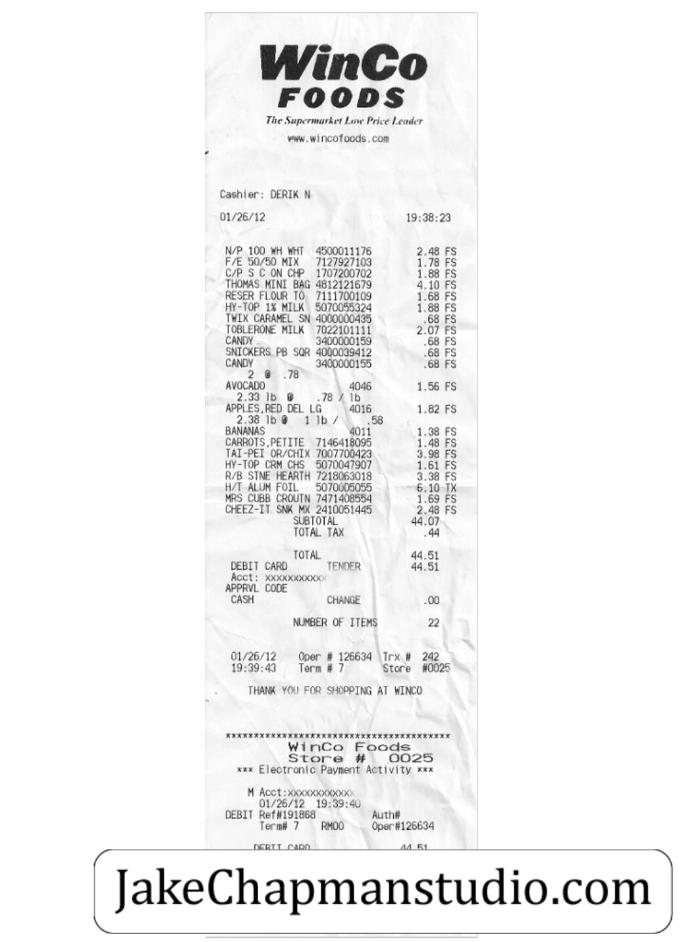 WinCo
FOODS
The Supermarket Low Price Leader
www.wincofoods.com
Cashier: DERIK N
01/26/12 19:38:23
N/P 100 WH WHT 4500011176 2.48 FS
F/E 50/50 MIX 7127927103 1.78 FS
C/P S C ON CHP 1707200702 1.88 FS
THOMAS MINI BAG 4812121679 4.10 FS
RESER FLOUR TO 7111700109 1.68 FS
HY-TOP 1% MILK 5070055324 1.88 FS
TWIX CARAMEL SN 4000000435 .68 FS
TOBLERONE MILK 7022101111 2.07 FS
CANDY 3400000159 .68 FS
SNICKERS PB SQR 4000039412 .68 FS
CANDY 3400000155 .68 FS
2 @ .78
AVOCADO 4046 1.56 FS
2.33 lb @ .78 / lb
APPLES,RED DEL LG 4016 1.82 FS
2.38 lb @ 1 lb / .58
BANANAS 4011 1.38 FS
CARROTS,PETITE 7146418095 1.48 FS
TAI-PEI OR/CHIX 7007700423 3.98 FS
HY-TOP CRM CHS 5070047907 1.61 FS
R/B STNE HEARTH 7218063018 3.38 FS
H/T ALUM FOIL 5070605055 6.10 TX
MRS CUBB CROUTN 7471408554 1.69 FS
CHEEZ-IT SNK MX 2410051445 2.48 FS
SUBTOTAL 44.07
TOTAL TAX .44
TOTAL 44.51
DEBIT CARD TENDER 44.51
Acct: xxxxxxxxxxx
APPRVL CODE
CASH CHANGE .00
NUMBER OF ITEMS 22
01/26/12 Oper # 126634 Trx # 242
19:39:43 Term # 7 Store #0025
THANK YOU FOR SHOPPING AT WINCO
******************************************
WinCo Foods
Store # 0025
*** Electronic Payment Activity ***
M Acct:xxxxxxxxxxxx
01/26/12 19:39:40
DEBIT Ref#191868 Auth#
Term# 7 RM00 Oper#126634
DEBIT CARD 44.51
JakeChapmanstudio.com